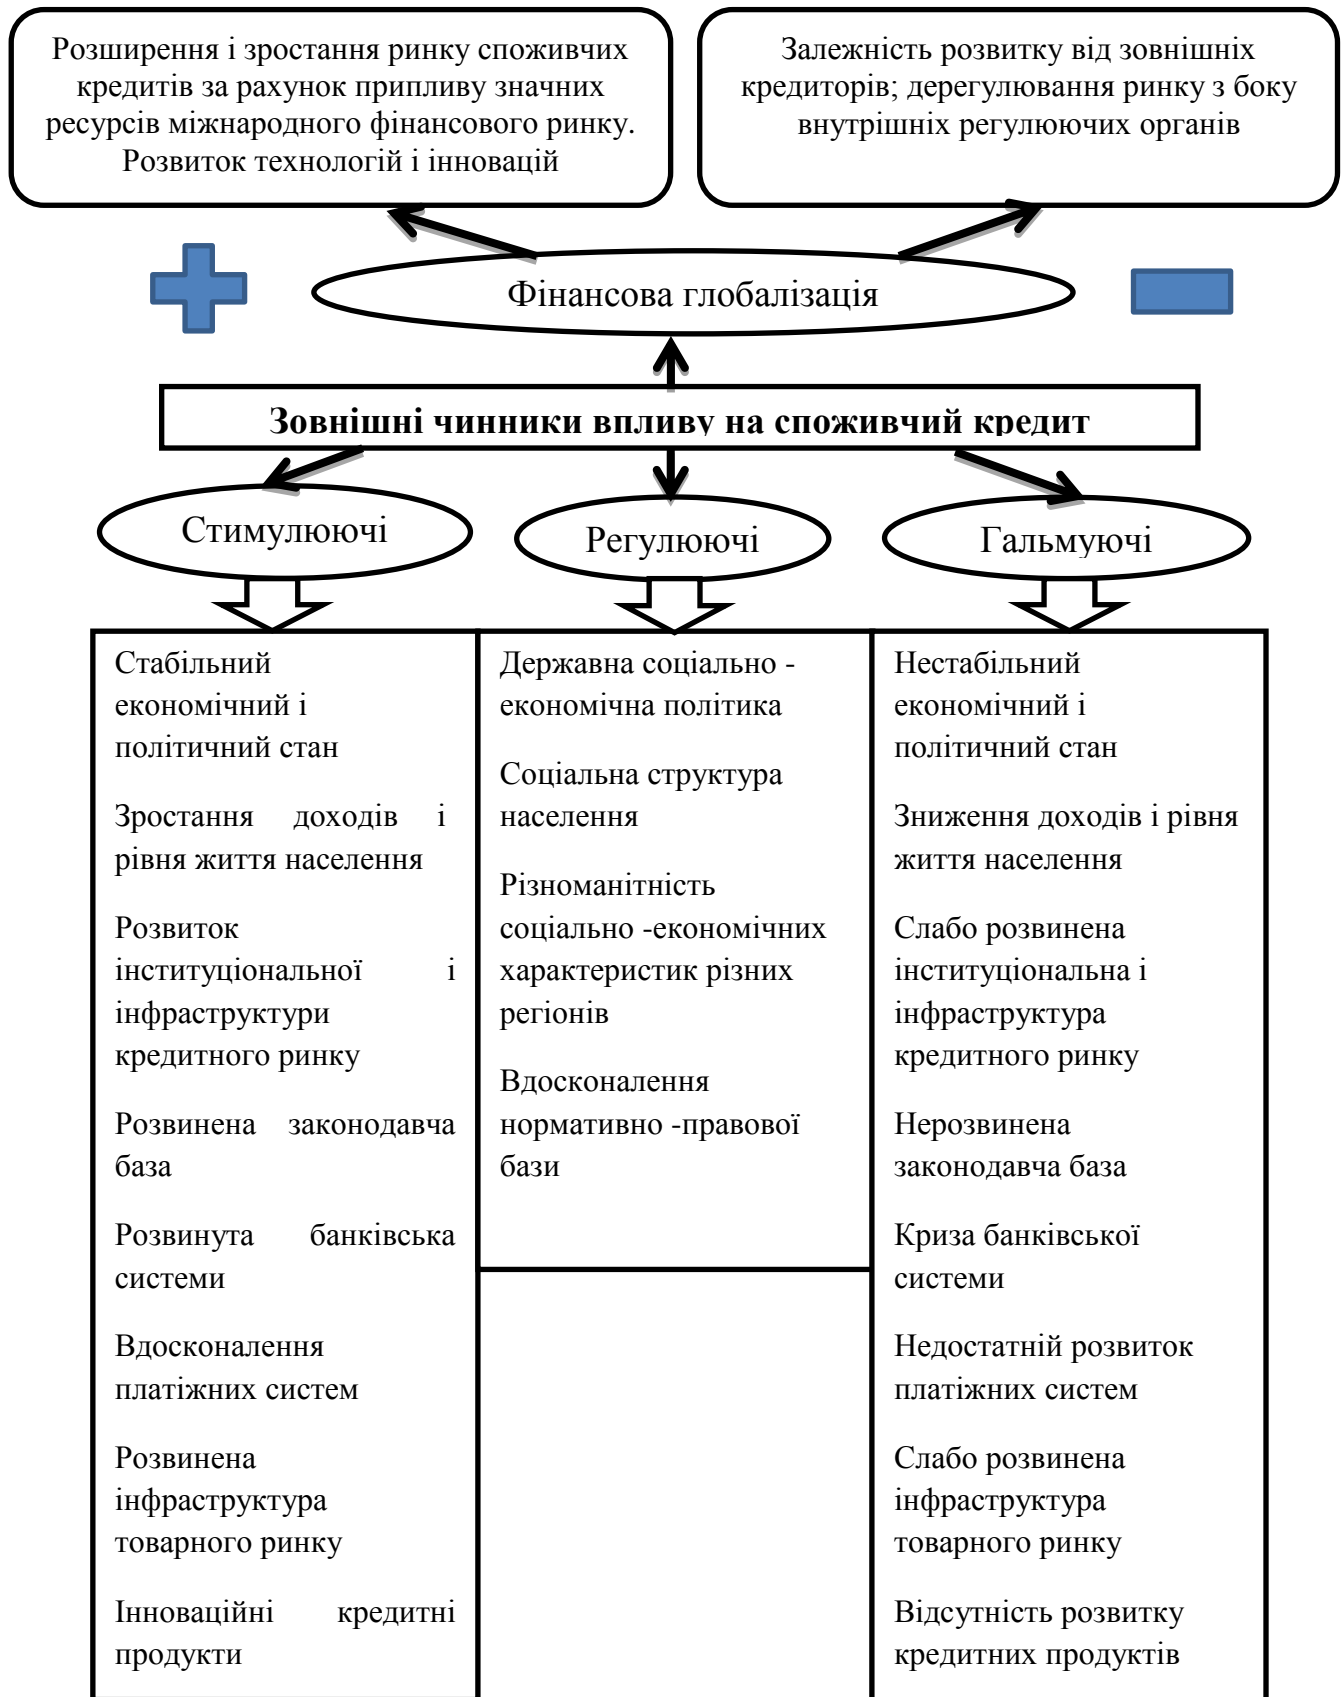 Розширення і зростання ринку споживчих
кредитів за рахунок припливу значних
ресурсів міжнародного фінансового ринку.
Розвиток технологій і інновацій
Залежність розвитку від зовнішніх
кредиторів; дерегулювання ринку з боку
внутрішніх регулюючих органів
Фінансова глобалізація
Зовнішні чинники впливу на споживчий кредит
Стимулюючі
Регулюючі
Гальмуючі
Стабільний
економічний і
політичний стан
Зростання доходів і
рівня життя населення
Розвиток
інституціональної і
інфраструктури
кредитного ринку
Розвинена законодавча
база
Розвинута банківська
системи
Вдосконалення
платіжних систем
Розвинена
інфраструктура
товарного ринку
Інноваційні кредитні
продукти
Державна соціально -
економічна політика
Соціальна структура
населення
Різноманітність
соціально -економічних
характеристик різних
регіонів
Вдосконалення
нормативно -правової
бази
Нестабільний
економічний і
політичний стан
Зниження доходів і рівня
життя населення
Слабо розвинена
інституціональна і
інфраструктура
кредитного ринку
Нерозвинена
законодавча база
Криза банківської
системи
Недостатній розвиток
платіжних систем
Слабо розвинена
інфраструктура
товарного ринку
Відсутність розвитку
кредитних продуктів